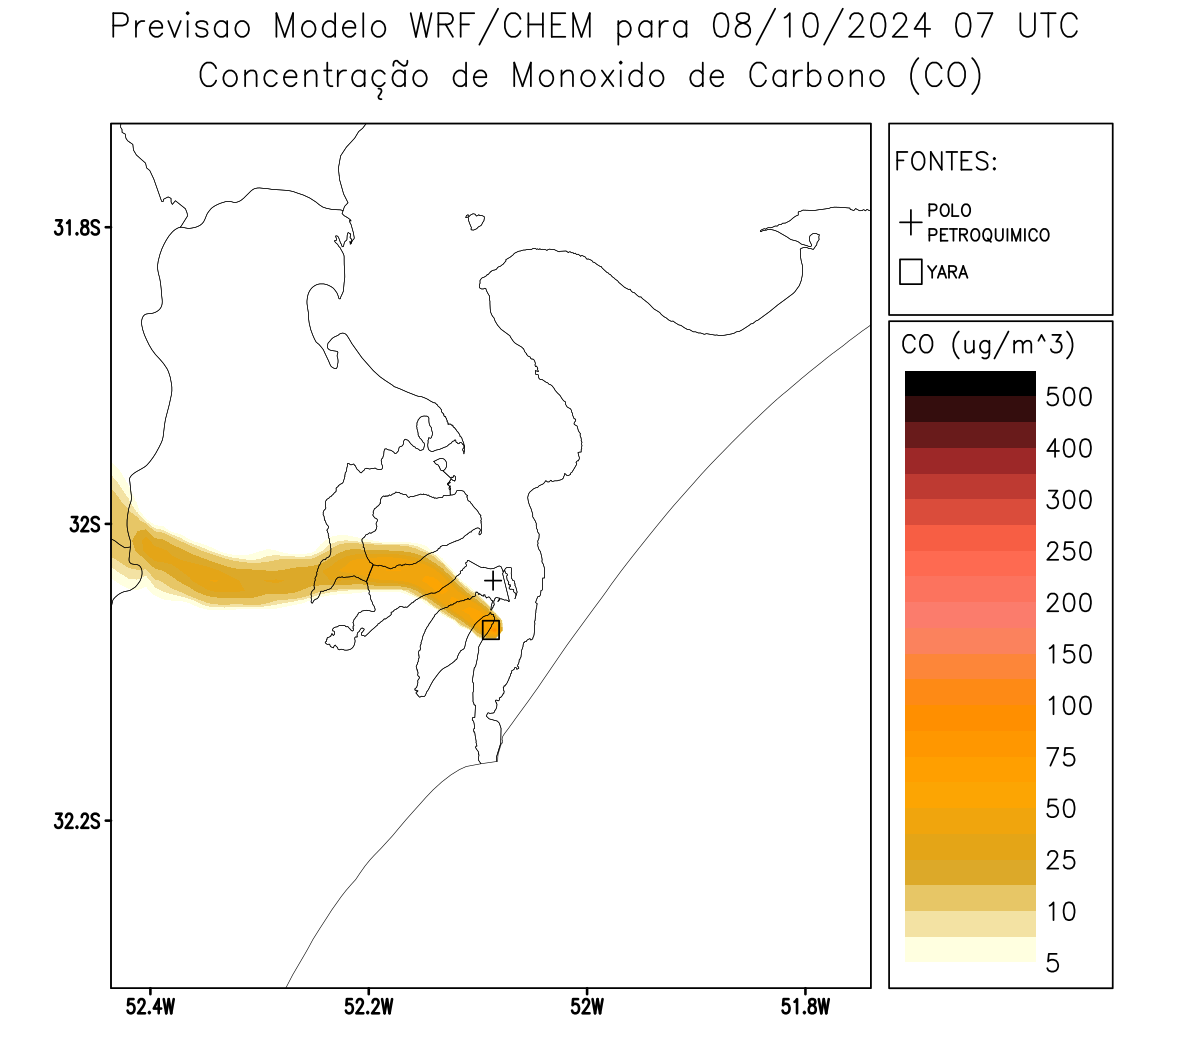 Previsao Modelo WRF/CHEM para 08/10/2024 07 UTC
Concentração de Monoxido de Carbono (CO)
FONTES:
POLO
PETROQUIMICO
YARA
CO (ug/m^3)
500
400
300
250
200
150
100
75
50
25
10
5
31.8S
32S
32.2S
52.4W
52.2W
52W
51.8W